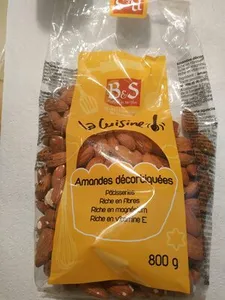 B&S
La Cuisine
Amandes décortiquées
Pâtisseries
Riche en fibres
Riche en magnésium
Riche en vitamine E
800 g